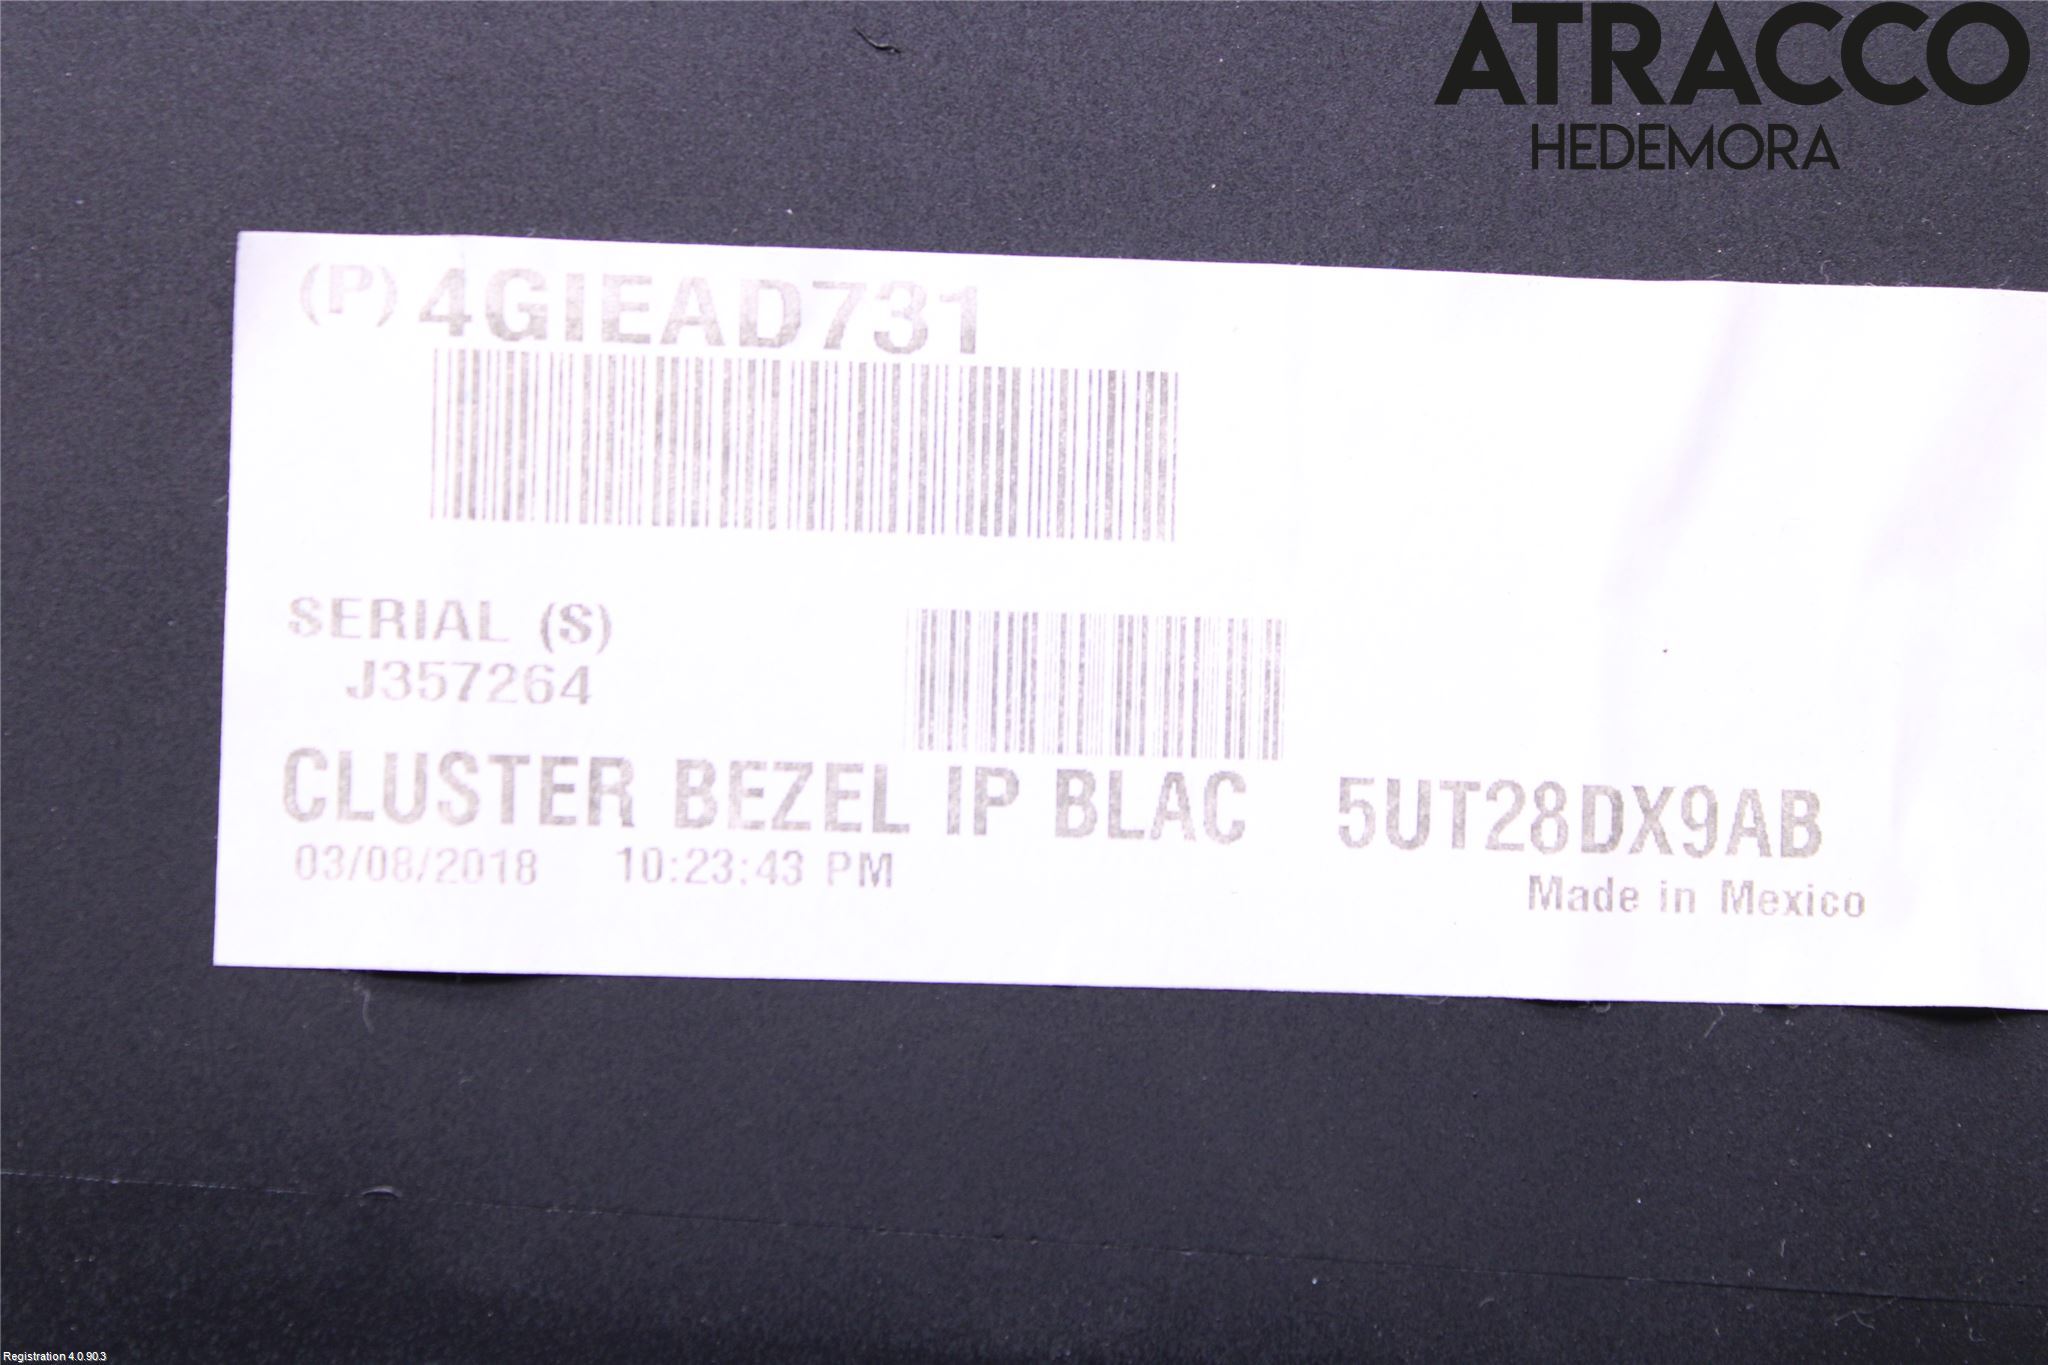 ATRACCO
HEDEMORA
(P) 4GIEAD731
SERIAL (S)
J357264
CLUSTER BEZEL IP BLAC 5UT28DX9AB
03/08/2018 10:23:43 PM
Made in Mexico
Registration 4.0.90.3